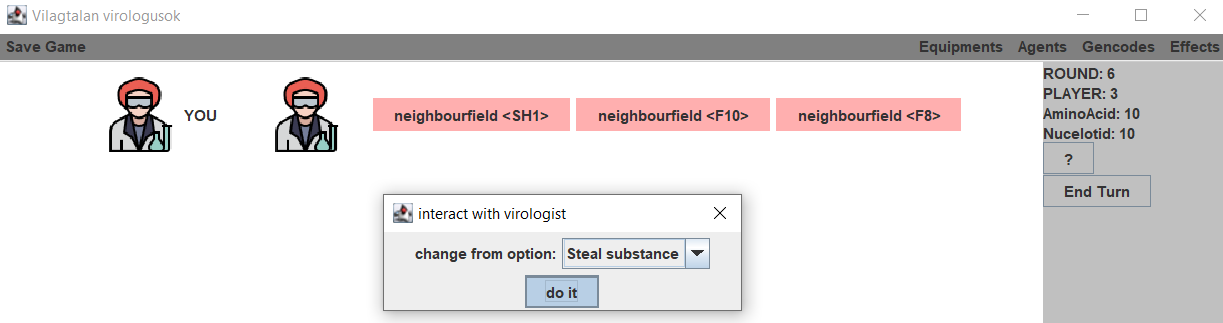 Vilagtalan virologusok
Save Game
Equipments Agents Gencodes Effects
YOU
neighbourfield <SH1> neighbourfield <F10> neighbourfield <F8>
ROUND: 6
PLAYER: 3
AminoAcid: 10
Nucelotid: 10
?
End Turn
interact with virologist
change from option: Steal substance
do it